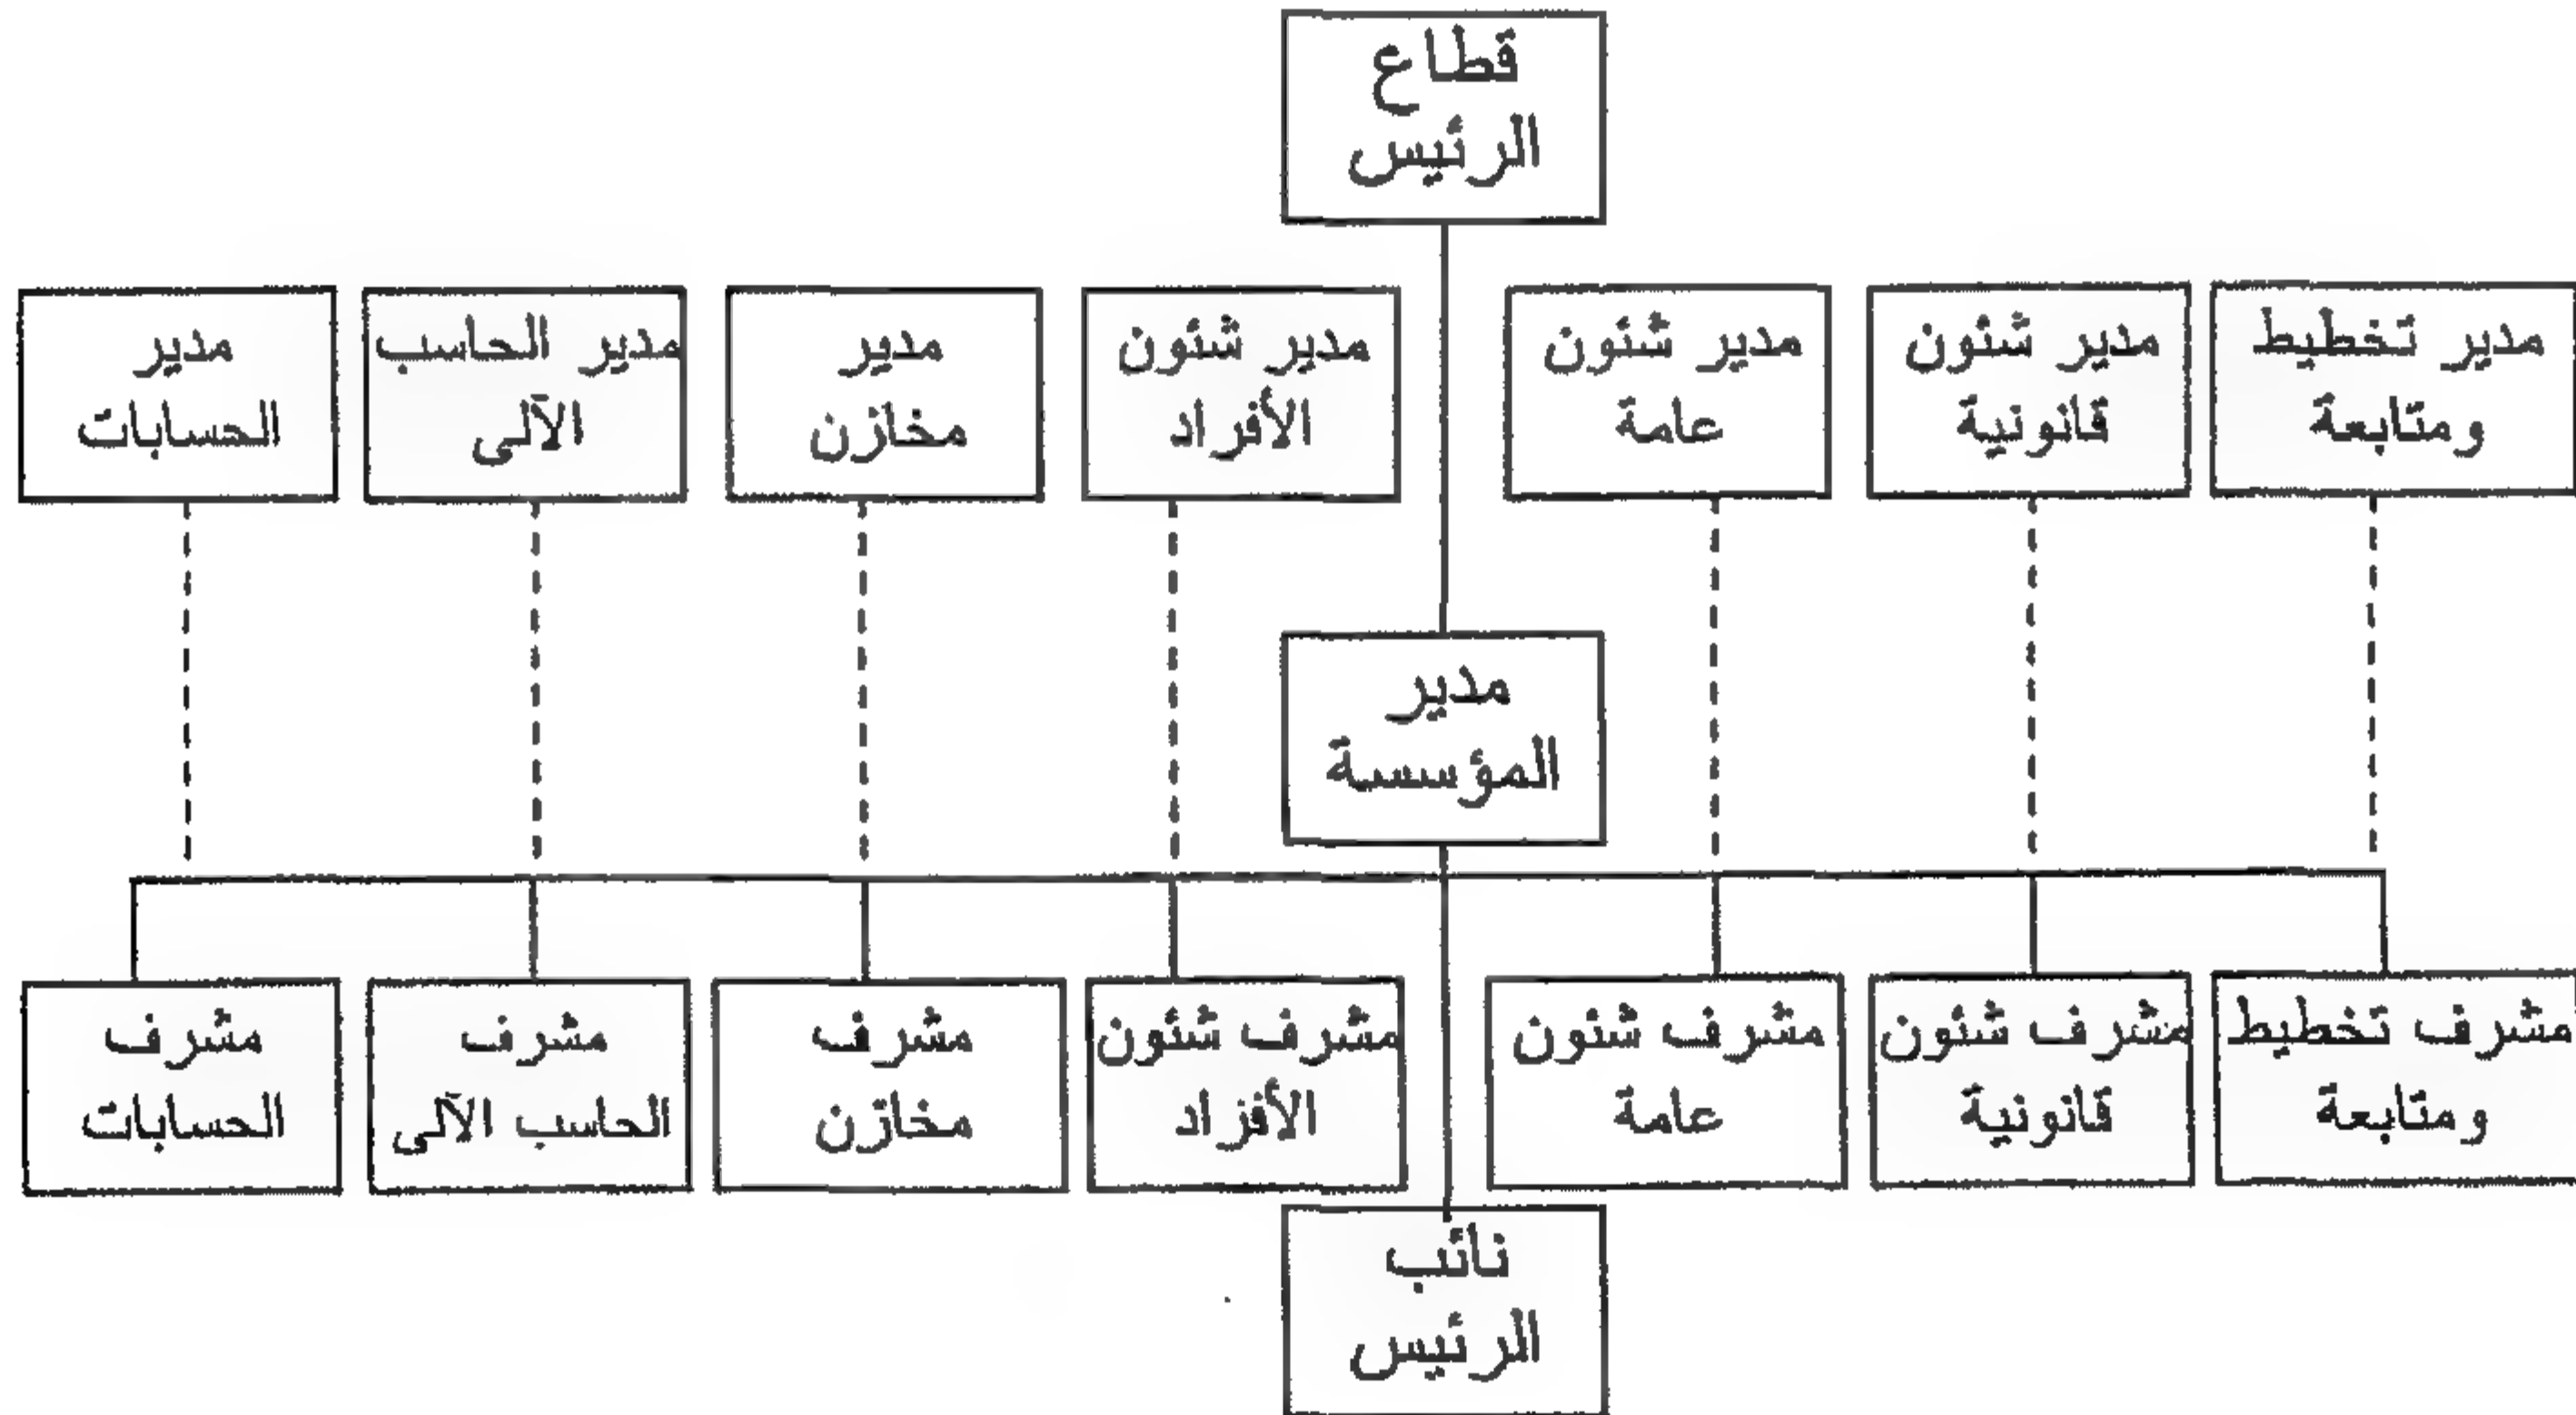 قطاع
الرئيس
مدير تخطيط
ومتابعة
مدير شئون
قانونية
مدير شئون
عامة
مدير شئون
الأفراد
مدير
مخازن
مدير الحاسب
الآلى
مدير
الحسابات
مدير
المؤسسة
مشرف تخطيط
ومتابعة
مشرف شئون
قانونية
مشرف شئون
عامة
مشرف شئون
الأفزاد
مشرف
مخازن
مشرف
الحاسب الآلى
مشرف
الحسابات
نائب
الرئيس